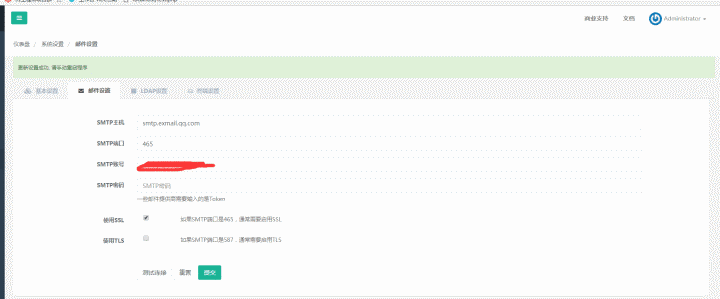 商业支持 文档 Administrator
仪表盘 / 系统设置 / 邮件设置
更新设置成功, 请手动重启程序
基本设置 邮件设置 LDAP设置 终端设置
SMTP主机 smtp.exmail.qq.com
SMTP端口 465
SMTP账号
SMTP密码 SMTP密码
一些邮件提供商需要输入的是Token
使用SSL 如果SMTP端口是465，通常需要启用SSL
使用TLS 如果SMTP端口是587，通常需要启用TLS
测试连接 重置 提交